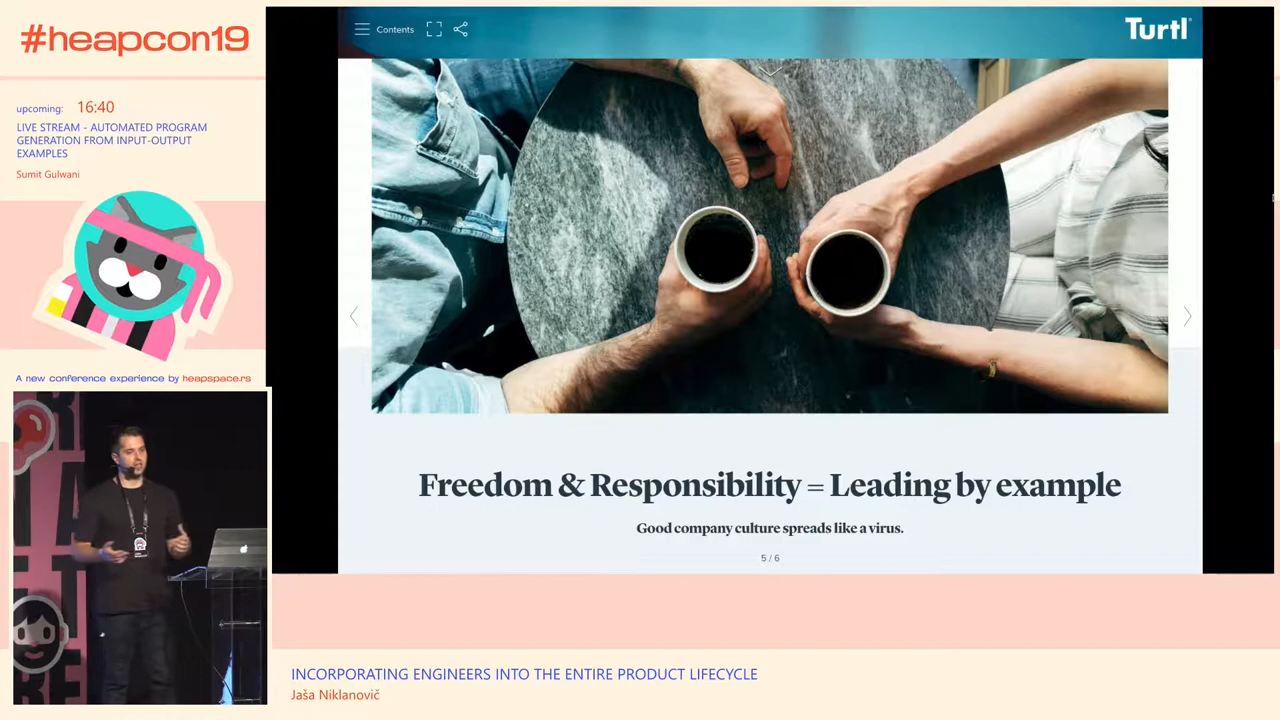 #heapcon19
upcoming: 16:40
LIVE STREAM - AUTOMATED PROGRAM
GENERATION FROM INPUT-OUTPUT
EXAMPLES
Sumit Gulwani
A new conference experience by heapspace.rs
Contents
Turtl
Freedom & Responsibility = Leading by example
Good company culture spreads like a virus.
5 / 6
INCORPORATING ENGINEERS INTO THE ENTIRE PRODUCT LIFECYCLE
Jaša Niklanovič